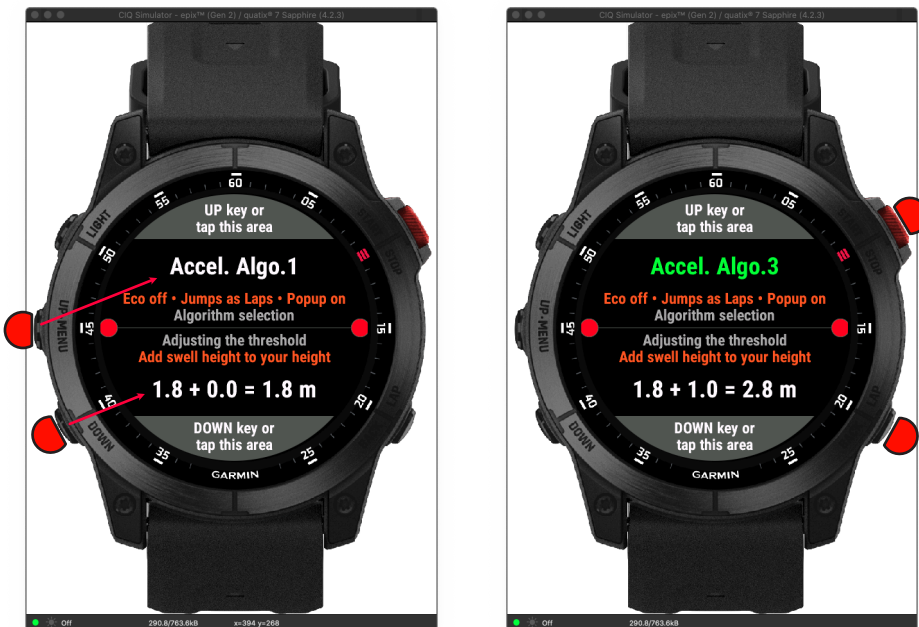 CIQ Simulator - epix™ (Gen 2) / quatix® 7 Sapphire (4.2.3)
60
55
05
LIGHT
STOP
50
UP·MENU
45
15
40
20
DOWN
LAP
35
25
UP key or
tap this area
Accel. Algo.1
Eco off • Jumps as Laps • Popup on
Algorithm selection
Adjusting the threshold
Add swell height to your height
1.8 + 0.0 = 1.8 m
DOWN key or
tap this area
GARMIN
Off 290.8/763.6kB x=394 y=268
CIQ Simulator - epix™ (Gen 2) / quatix® 7 Sapphire (4.2.3)
60
55
05
LIGHT
STOP
50
UP·MENU
45
15
40
20
DOWN
LAP
35
25
UP key or
tap this area
Accel. Algo.3
Eco off • Jumps as Laps • Popup on
Algorithm selection
Adjusting the threshold
Add swell height to your height
1.8 + 1.0 = 2.8 m
DOWN key or
tap this area
GARMIN
Off 290.8/763.6kB